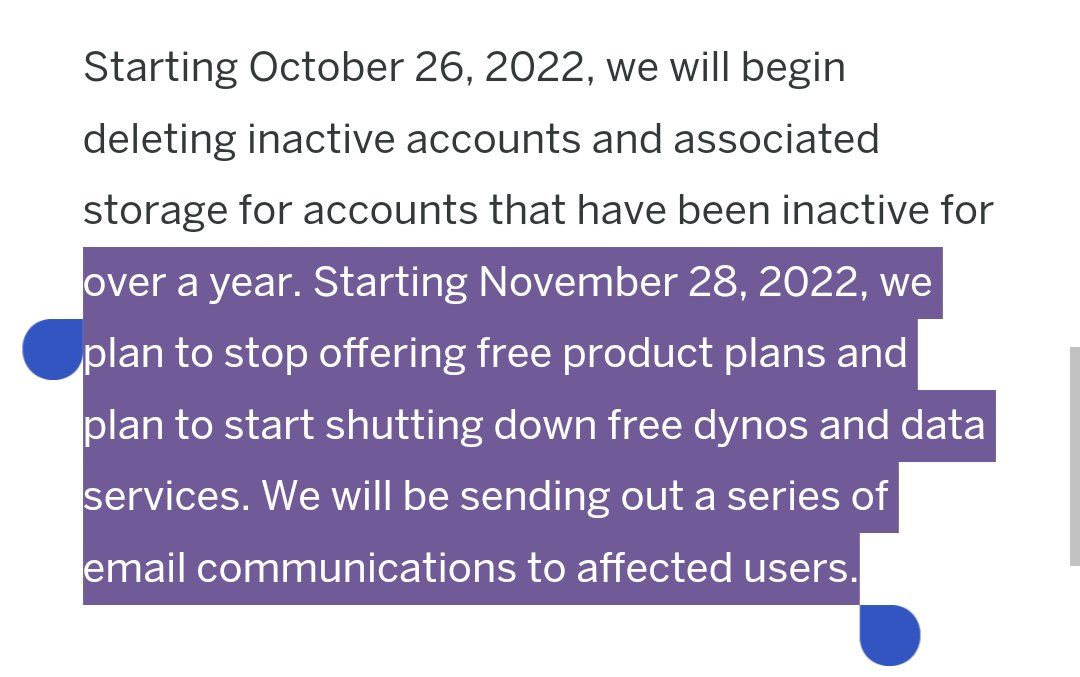 Starting October 26, 2022, we will begin
deleting inactive accounts and associated
storage for accounts that have been inactive for
over a year. Starting November 28, 2022, we
plan to stop offering free product plans and
plan to start shutting down free dynos and data
services. We will be sending out a series of
email communications to affected users.